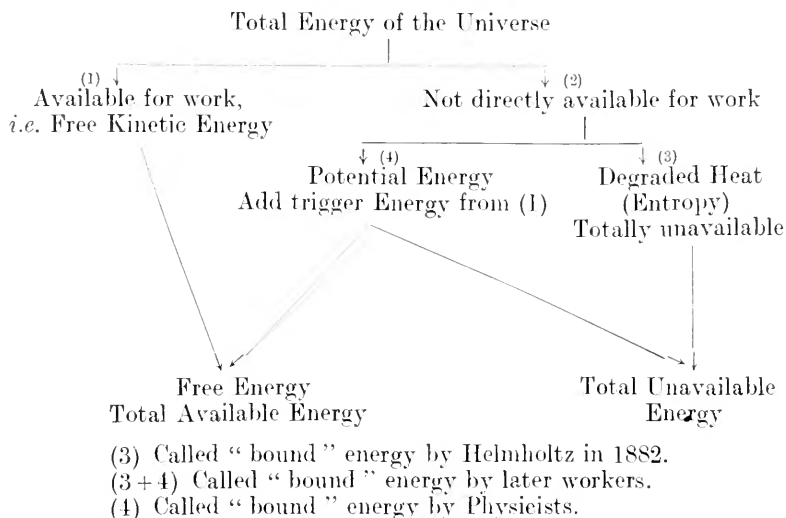 Total Energy of the Universe
(1)
Available for work,
i.e. Free Kinetic Energy
(2)
Not directly available for work
(4)
Potential Energy
Add trigger Energy from (1)
(3)
Degraded Heat
(Entropy)
Totally unavailable
Free Energy
Total Available Energy
Total Unavailable
Energy
(3) Called “ bound ” energy by Helmholtz in 1882.
(3+4) Called “ bound ” energy by later workers.
(4) Called “ bound ” energy by Physicists.